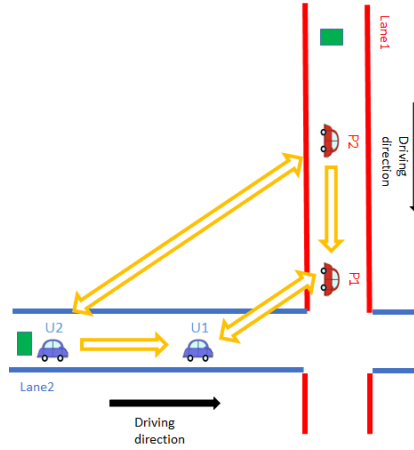 Lane1
P2
Driving
direction
P1
U2
U1
Lane2
Driving
direction